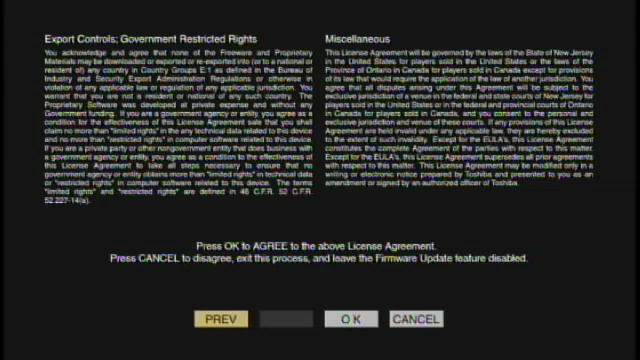 Export Controls; Government Restricted Rights
You acknowledge and agree that none of the Freeware and Proprietary
Materials may be downloaded or exported or re-exported into (or to a national or
resident of) any country in Country Groups E:1 as defined in the Bureau of
Industry and Security Export Administration Regulations or otherwise in
violation of any applicable law or regulation of any applicable jurisdiction. You
warrant that you are not a resident or national of any such country. The
Proprietary Software was developed at private expense and without any
Government funding. If you are a government agency or entity, you agree as a
condition for the effectiveness of this License Agreement sale that you shall
claim no more than "limited rights" in the any technical data related to this device
and no more than "restricted rights" in computer software related to this device.
If you are a private party or other nongovernment entity that does business with
a government agency or entity, you agree as a condition to the effectiveness of
this License Agreement to take all steps necessary to ensure that no
government agency or entity obtains more than "limited rights" in technical data
or "restricted rights" in computer software related to this device. The terms
"limited rights" and "restricted rights" are defined in 48 C.F.R. 52 C.F.R.
52.227-14(a).
Miscellaneous
This License Agreement will be governed by the laws of the State of New Jersey
in the United States for players sold in the United States or the laws of the
Province of Ontario in Canada for players sold in Canada except for provisions
of its law that would require the application of the law of another jurisdiction. You
agree that all disputes arising under this Agreement will be subject to the
exclusive jurisdiction of a venue in the federal and state courts of New Jersey for
players sold in the United States or in the federal and provincial courts of Ontario
in Canada for players sold in Canada, and you consent to the personal and
exclusive jurisdiction and venue of these courts. If any provisions of this License
Agreement are held invalid under any applicable law, they are hereby excluded
to the extent of such invalidity. Except for the EULA's, this License Agreement
constitutes the complete Agreement of the parties with respect to this matter.
Except for the EULA's, this License Agreement supersedes all prior agreements
with respect to this matter. This License Agreement may be modified only in a
writing or electronic notice prepared by Toshiba and presented to you as an
amendment or signed by an authorized officer of Toshiba.
Press OK to AGREE to the above License Agreement.
Press CANCEL to disagree, exit this process, and leave the Firmware Update feature disabled.
PREV
OK
CANCEL